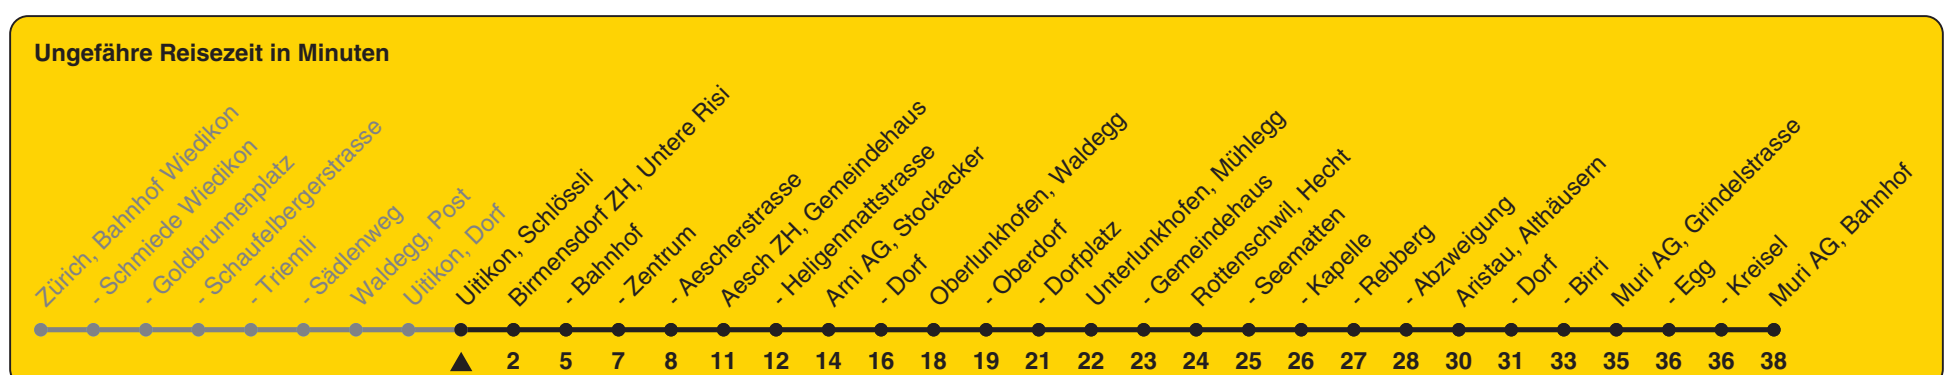 Ungefähre Reisezeit in Minuten
Zürich, Bahnhof Wiedikon
- Schmiede Wiedikon
- Goldbrunnenplatz
- Schaufelbergerstrasse
- Triemli
- Sädlenweg
Waldegg, Post
Uitikon, Dorf
Uitikon, Schlössli
Birmensdorf ZH, Untere Risi
- Bahnhof
- Zentrum
- Aescherstrasse
Aesch ZH, Gemeindehaus
- Heligenmattstrasse
Arni AG, Stockacker
- Dorf
Oberlunkhofen, Waldegg
- Oberdorf
- Dorfplatz
Unterlunkhofen, Mühlegg
- Gemeindehaus
Rottenschwil, Hecht
- Seematten
- Kapelle
- Rebberg
- Abzweigung
Aristau, Althäusern
- Dorf
- Birri
Muri AG, Grindelstrasse
- Egg
- Kreisel
Muri AG, Bahnhof
2 5 7 8 11 12 14 16 18 19 21 22 23 24 25 26 27 28 30 31 33 35 36 36 38